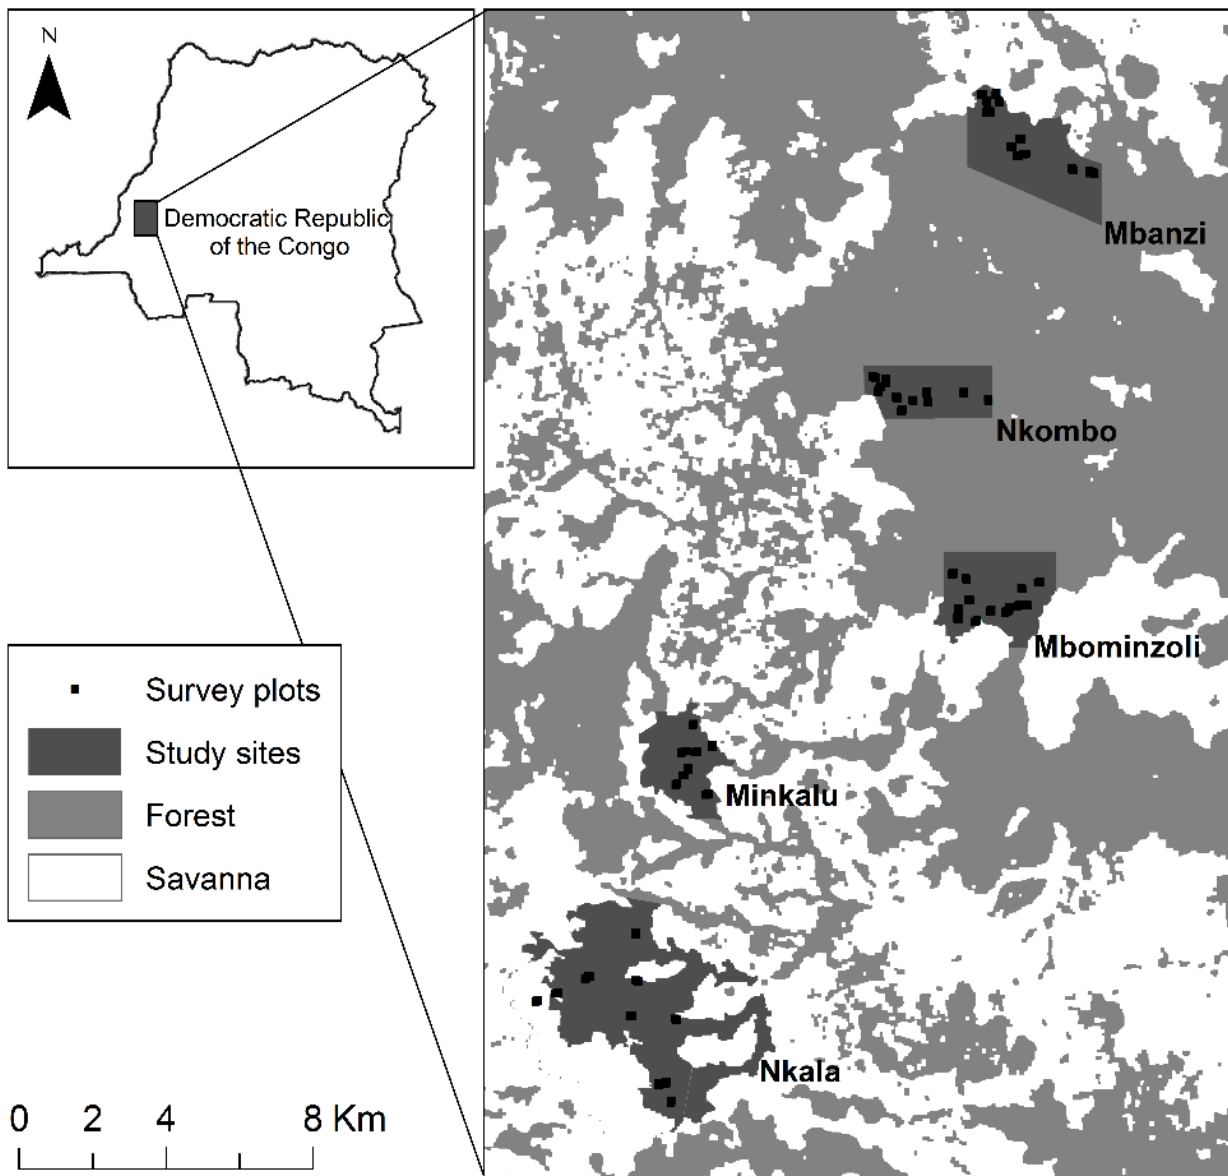 N
Democratic Republic
of the Congo
Mbanzi
Nkombo
Mbominzoli
Minkalu
Nkala
Survey plots
Study sites
Forest
Savanna
0 2 4 8 Km